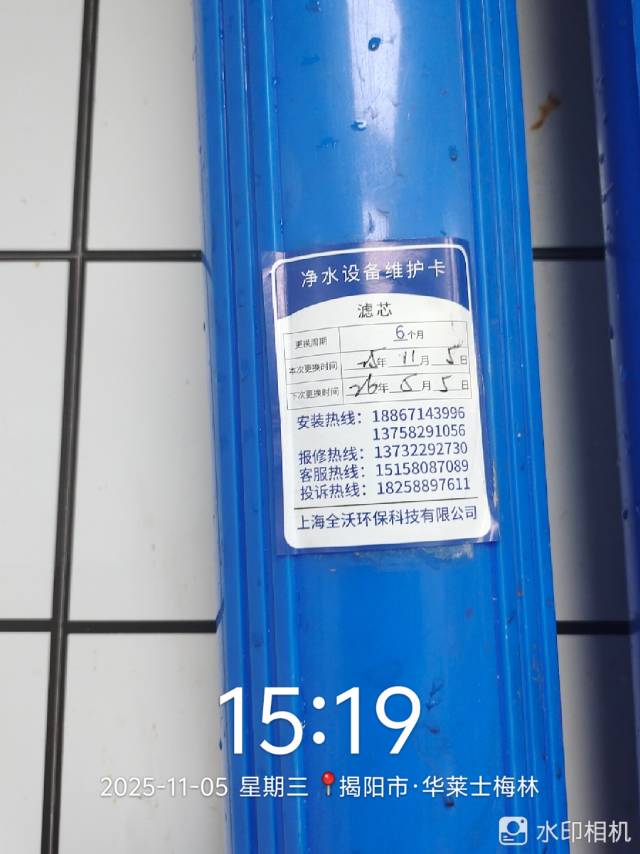 净水设备维护卡
滤芯
更换周期 6个月
本次更换时间 25年 11月 5日
下次更换时间 26年 5月 5日
安装热线：18867143996
13758291056
报修热线：13732292730
客服热线：15158087089
投诉热线：18258897611
上海全沃环保科技有限公司
15:19
2025-11-05 星期三 揭阳市·华莱士梅林
水印相机